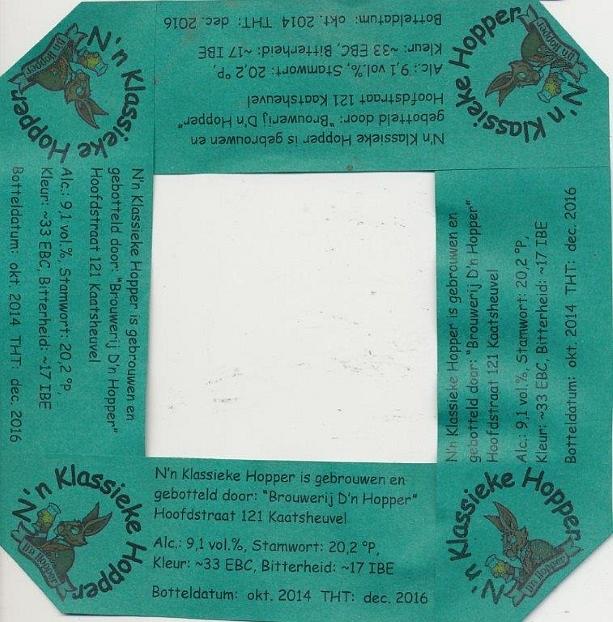 N'n Klassieke Hopper
D'n Hopper
N'n Klassieke Hopper is gebrouwen en
gebotteld door: "Brouwerij D'n Hopper"
Hoofdstraat 121 Kaatsheuvel
Alc.: 9,1 vol.%, Stamwort: 20,2 °P,
Kleur: ~33 EBC, Bitterheid: ~17 IBE
Botteldatum: okt. 2014 THT: dec. 2016
N'n Klassieke Hopper
D'n Hopper
N'n Klassieke Hopper is gebrouwen en
gebotteld door: "Brouwerij D'n Hopper"
Hoofdstraat 121 Kaatsheuvel
Alc.: 9,1 vol.%, Stamwort: 20,2 °P,
Kleur: ~33 EBC, Bitterheid: ~17 IBE
Botteldatum: okt. 2014 THT: dec. 2016
N'n Klassieke Hopper
D'n Hopper
N'n Klassieke Hopper is gebrouwen en
gebotteld door: "Brouwerij D'n Hopper"
Hoofdstraat 121 Kaatsheuvel
Alc.: 9,1 vol.%, Stamwort: 20,2 °P,
Kleur: ~33 EBC, Bitterheid: ~17 IBE
Botteldatum: okt. 2014 THT: dec. 2016
N'n Klassieke Hopper
D'n Hopper
N'n Klassieke Hopper is gebrouwen en
gebotteld door: "Brouwerij D'n Hopper"
Hoofdstraat 121 Kaatsheuvel
Alc.: 9,1 vol.%, Stamwort: 20,2 °P,
Kleur: ~33 EBC, Bitterheid: ~17 IBE
Botteldatum: okt. 2014 THT: dec. 2016